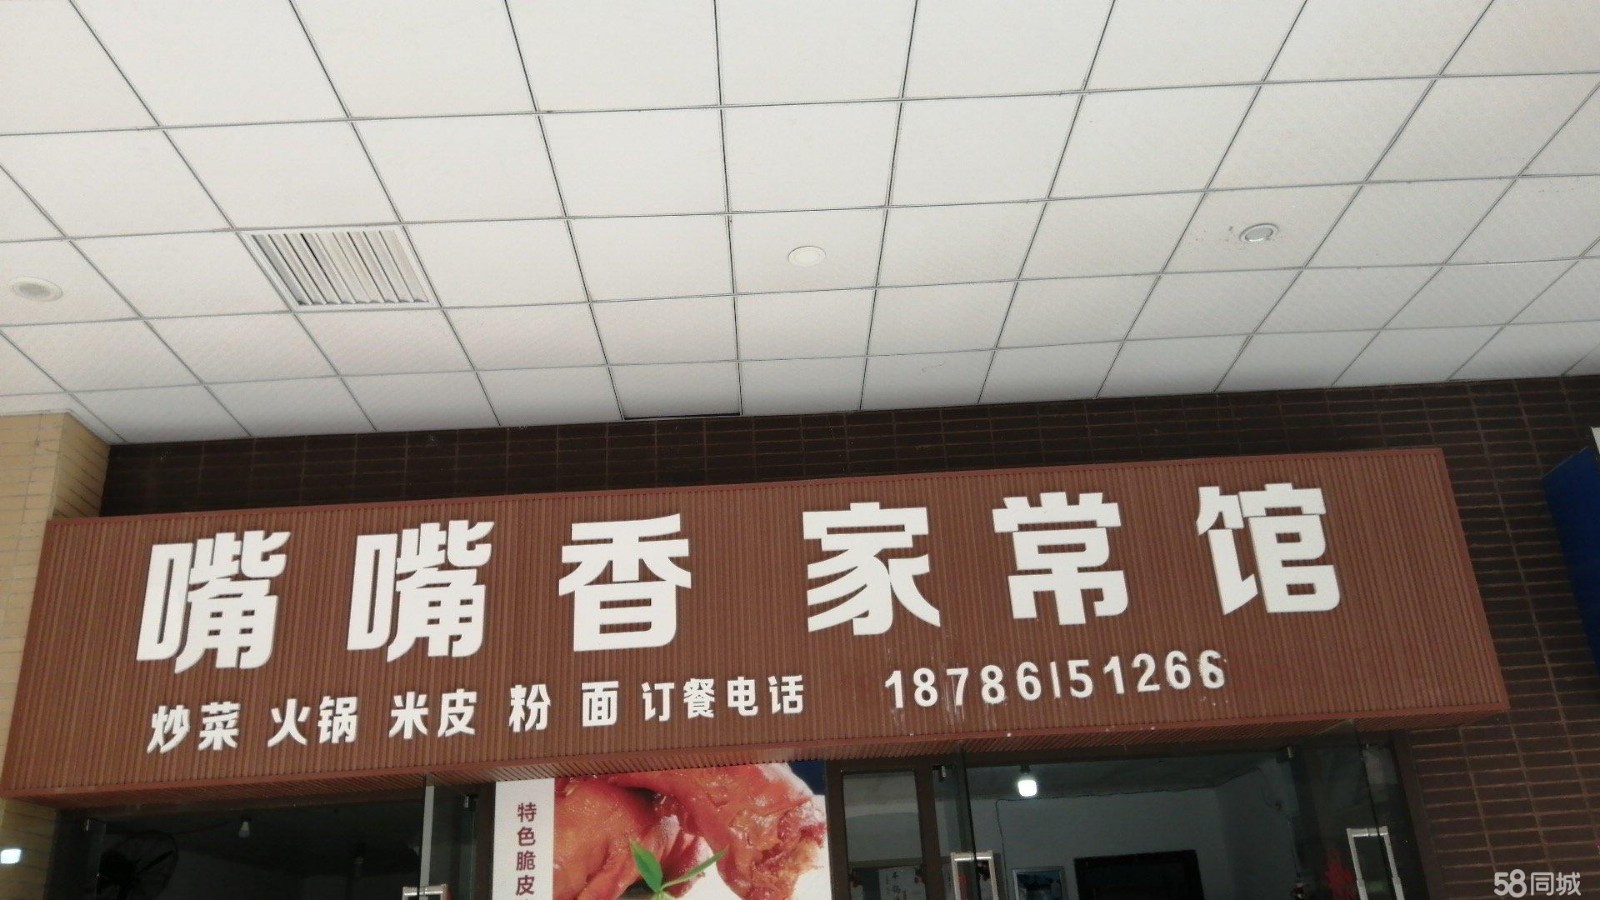 嘴嘴香家常馆
炒菜 火锅 米皮 粉 面 订餐电话 18786151266
特色脆皮
58同城